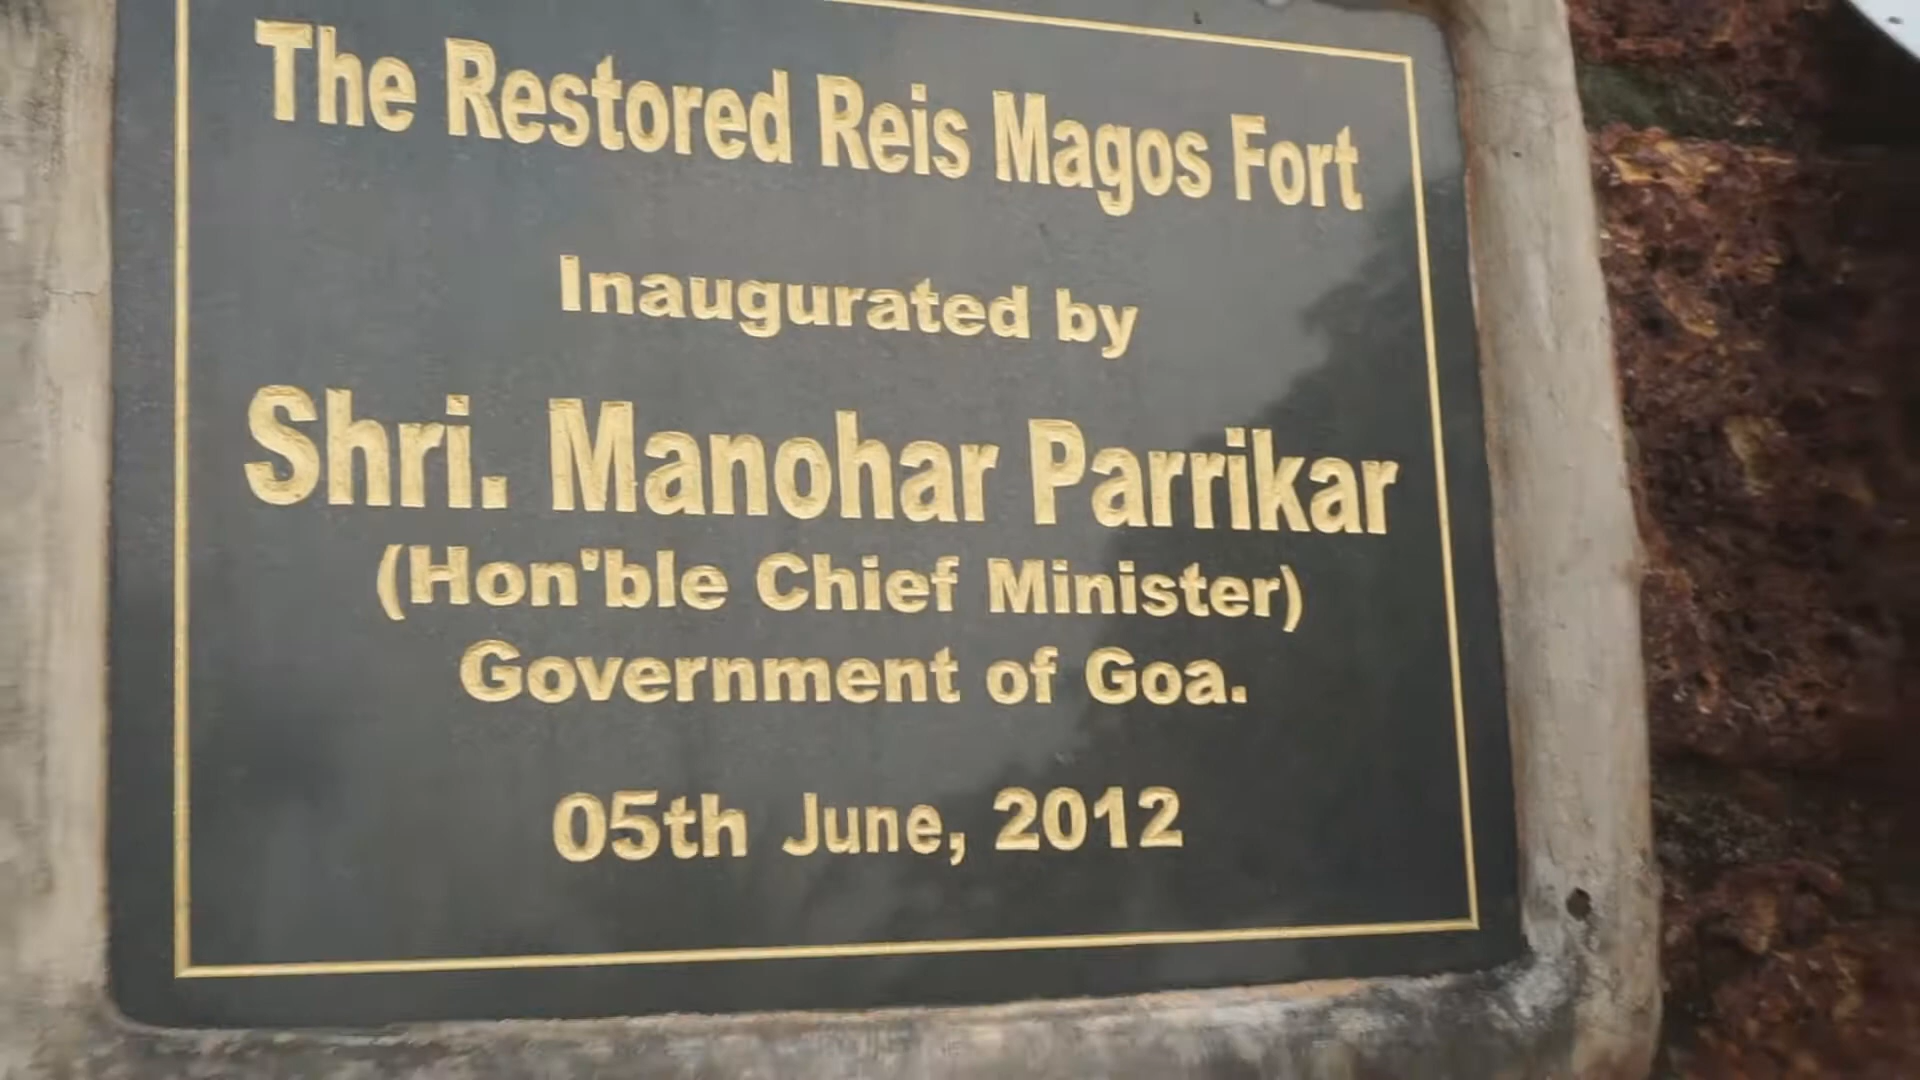 The Restored Reis Magos Fort
Inaugurated by
Shri. Manohar Parrikar
(Hon'ble Chief Minister)
Government of Goa.
05th June, 2012